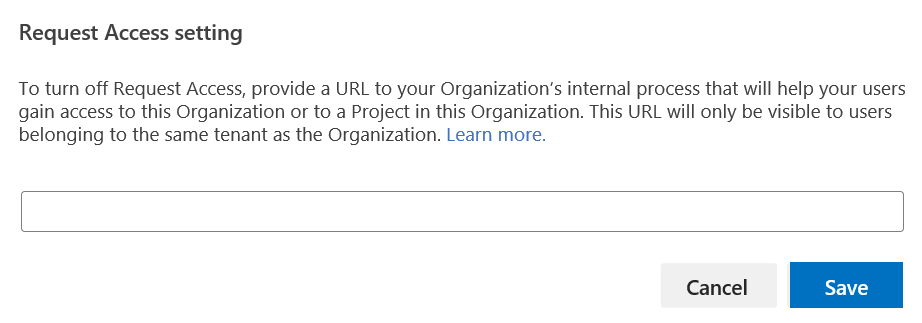 Request Access setting
To turn off Request Access, provide a URL to your Organization’s internal process that will help your users
gain access to this Organization or to a Project in this Organization. This URL will only be visible to users
belonging to the same tenant as the Organization. Learn more.
Cancel
Save